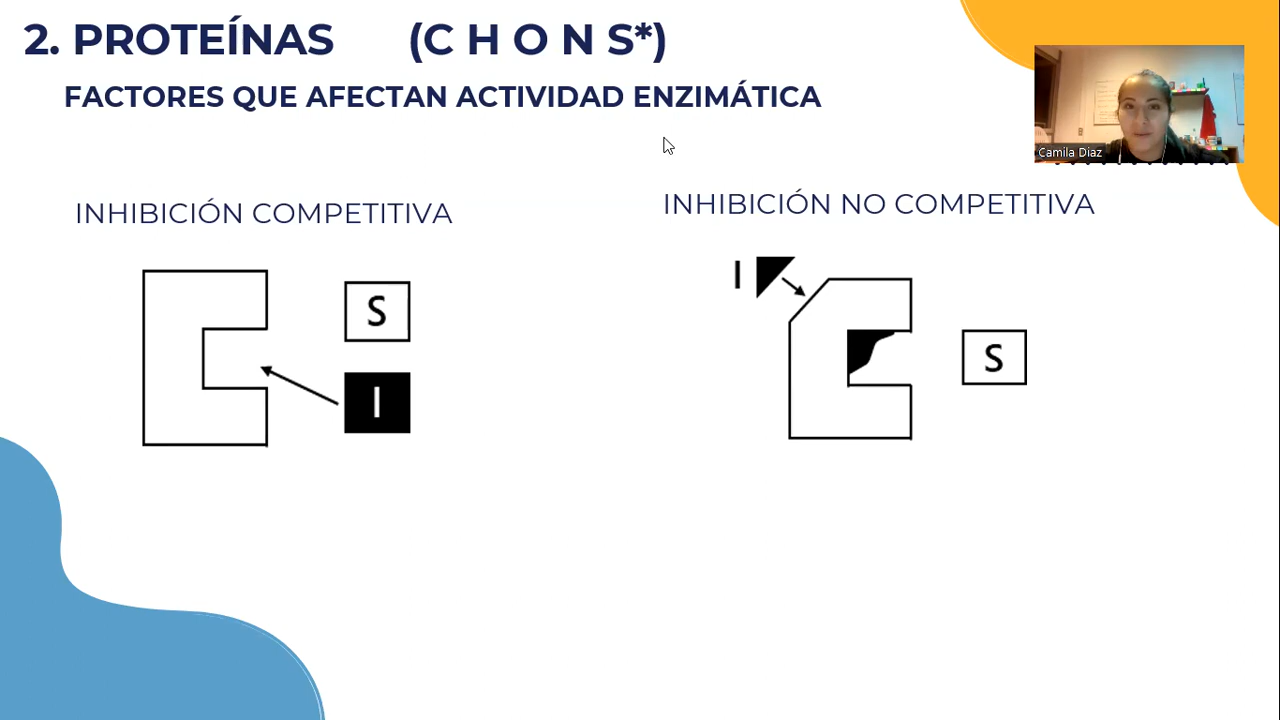 2. PROTEÍNAS (C H O N S*)
FACTORES QUE AFECTAN ACTIVIDAD ENZIMÁTICA
Camila Diaz
INHIBICIÓN COMPETITIVA
INHIBICIÓN NO COMPETITIVA
S
I
I
S